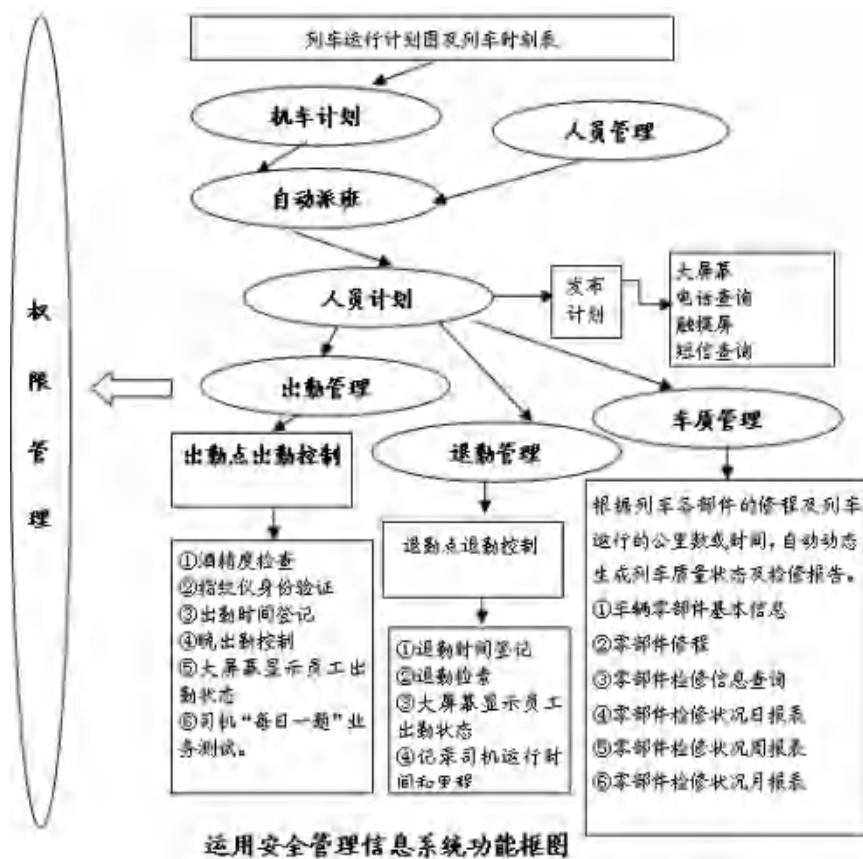 列车运行计划图及列车时刻表
机车计划
人员管理
自动派班
人员计划
发布
计划
大屏幕
电话查询
触摸屏
短信查询
权
限
管
理
出勤管理
车质管理
出勤点出勤控制
退勤管理
退勤点退勤控制
①酒精度检查
②指纹仪身份验证
③出勤时间登记
④晚出勤控制
⑤大屏幕显示员工出
勤状态
⑥司机“每日一题”业
务测试。
①退勤时间登记
②退勤检索
③大屏幕显示员工
出勤状态
④记录司机运行时
间和里程
根据列车各部件的修程及列车
运行的公里数或时间，自动动态
生成列车质量状态及检修报告。
①车辆零部件基本信息
②零部件修程
③零部件检修信息查询
④零部件检修状况日报表
⑤零部件检修状况周报表
⑥零部件检修状况月报表
运用安全管理信息系统功能框图